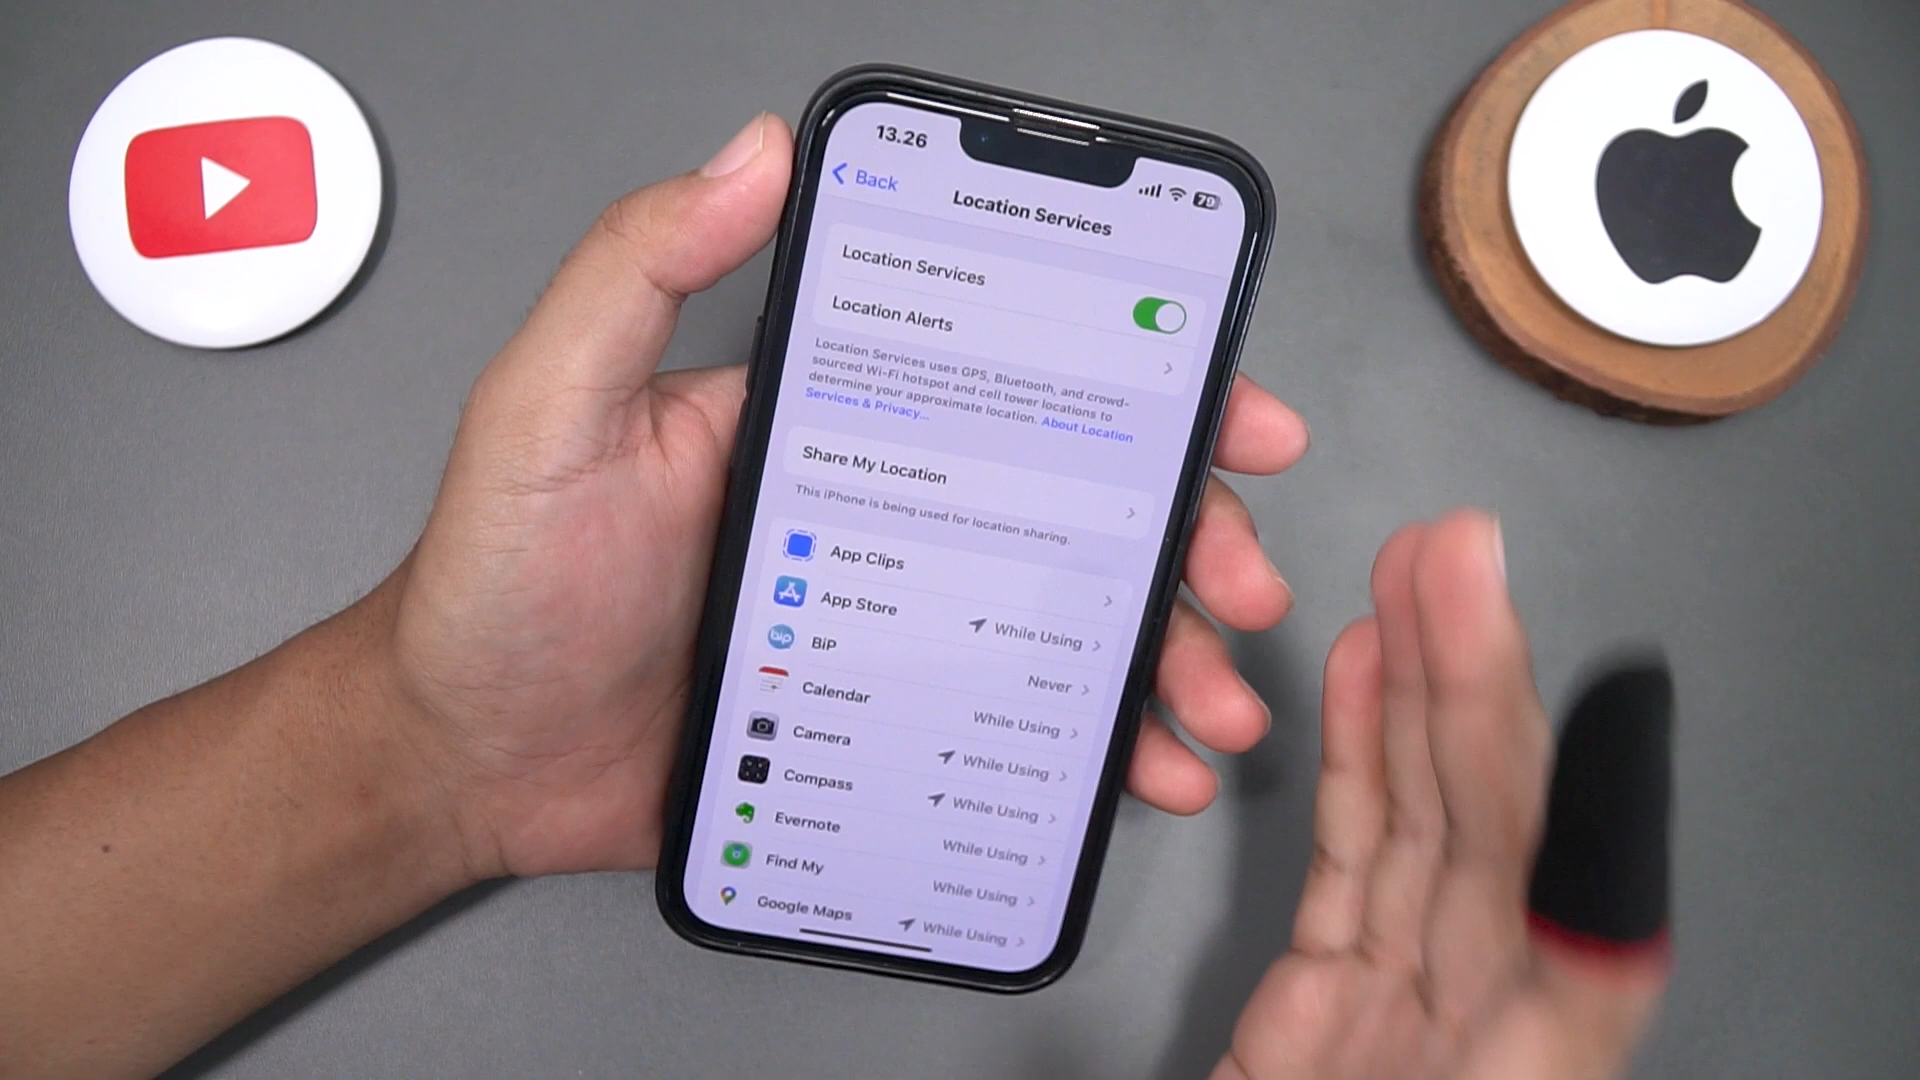 13.26
79
Back
Location Services
Location Services
Location Alerts
Location Services uses GPS, Bluetooth, and crowd-
sourced Wi-Fi hotspot and cell tower locations to
determine your approximate location. About Location
Services & Privacy...
Share My Location
This iPhone is being used for location sharing.
App Clips
App Store While Using
bip BiP Never
Calendar While Using
Camera While Using
Compass While Using
Evernote While Using
Find My While Using
Google Maps While Using